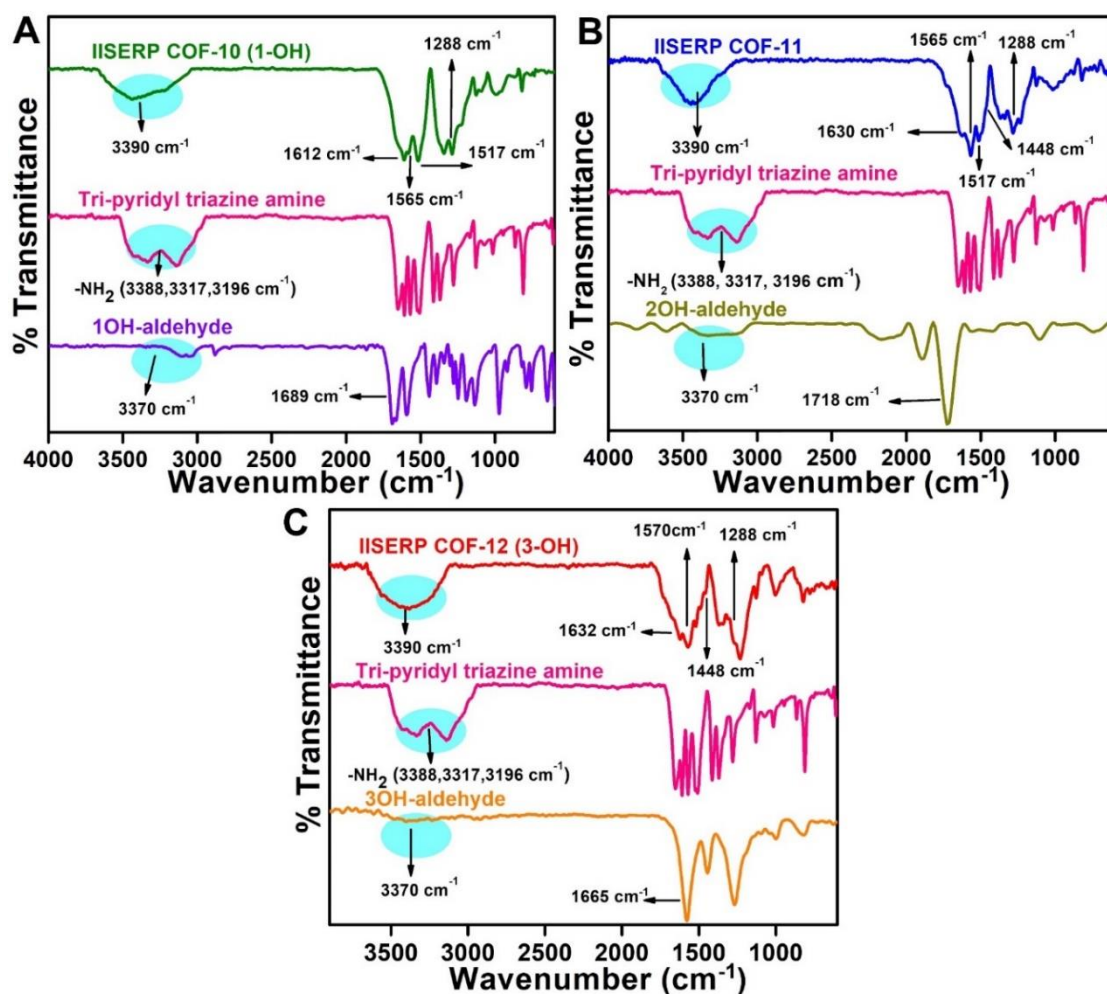 A
IISERP COF-10 (1-OH)
1288 cm⁻¹
3390 cm⁻¹
1612 cm⁻¹
1517 cm⁻¹
1565 cm⁻¹
Tri-pyridyl triazine amine
-NH₂ (3388,3317,3196 cm⁻¹)
1OH-aldehyde
3370 cm⁻¹
1689 cm⁻¹
% Transmittance
4000 3500 3000 2500 2000 1500 1000
Wavenumber (cm⁻¹)
B
IISERP COF-11
1565 cm⁻¹
1288 cm⁻¹
3390 cm⁻¹
1630 cm⁻¹
1448 cm⁻¹
1517 cm⁻¹
Tri-pyridyl triazine amine
-NH₂ (3388, 3317, 3196 cm⁻¹)
2OH-aldehyde
3370 cm⁻¹
1718 cm⁻¹
% Transmittance
4000 3500 3000 2500 2000 1500 1000
Wavenumber (cm⁻¹)
C
IISERP COF-12 (3-OH)
1570cm⁻¹
1288 cm⁻¹
3390 cm⁻¹
1632 cm⁻¹
1448 cm⁻¹
Tri-pyridyl triazine amine
-NH₂ (3388,3317,3196 cm⁻¹)
3OH-aldehyde
3370 cm⁻¹
1665 cm⁻¹
% Transmittance
3500 3000 2500 2000 1500 1000
Wavenumber (cm⁻¹)